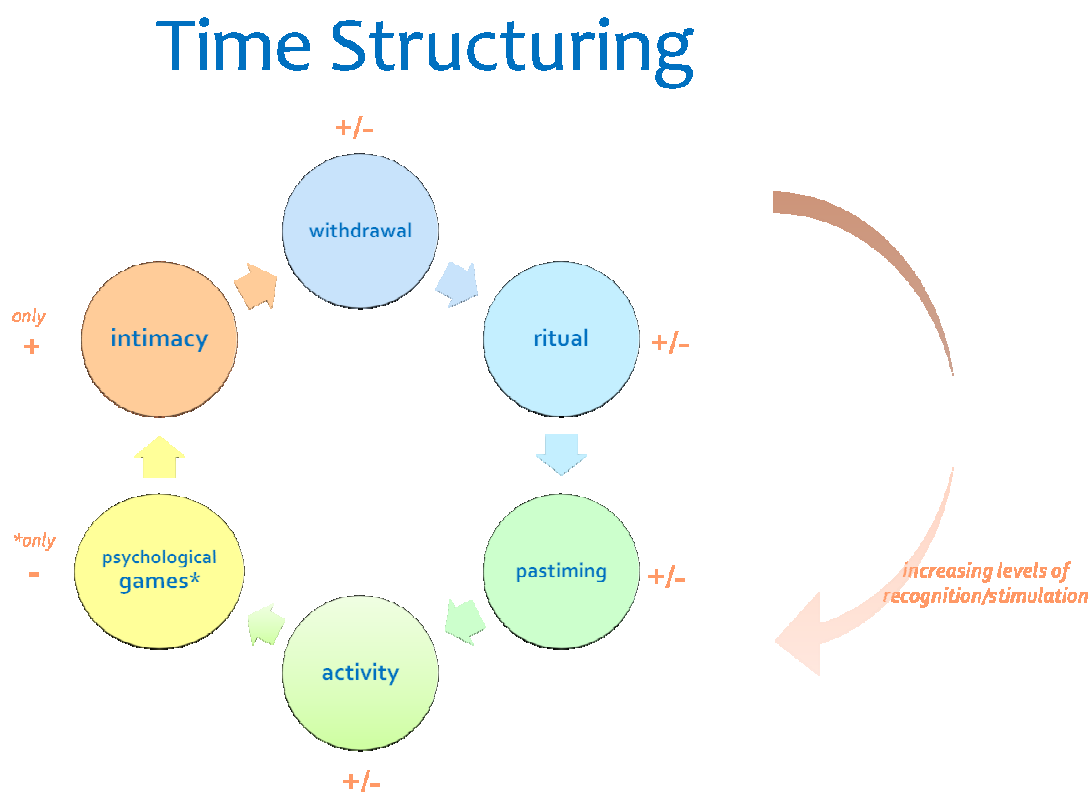 Time Structuring
+/-
withdrawal
only
+
intimacy
ritual
+/-
*only
-
psychological
games*
pastiming
+/-
increasing levels of
recognition/stimulation
activity
+/-